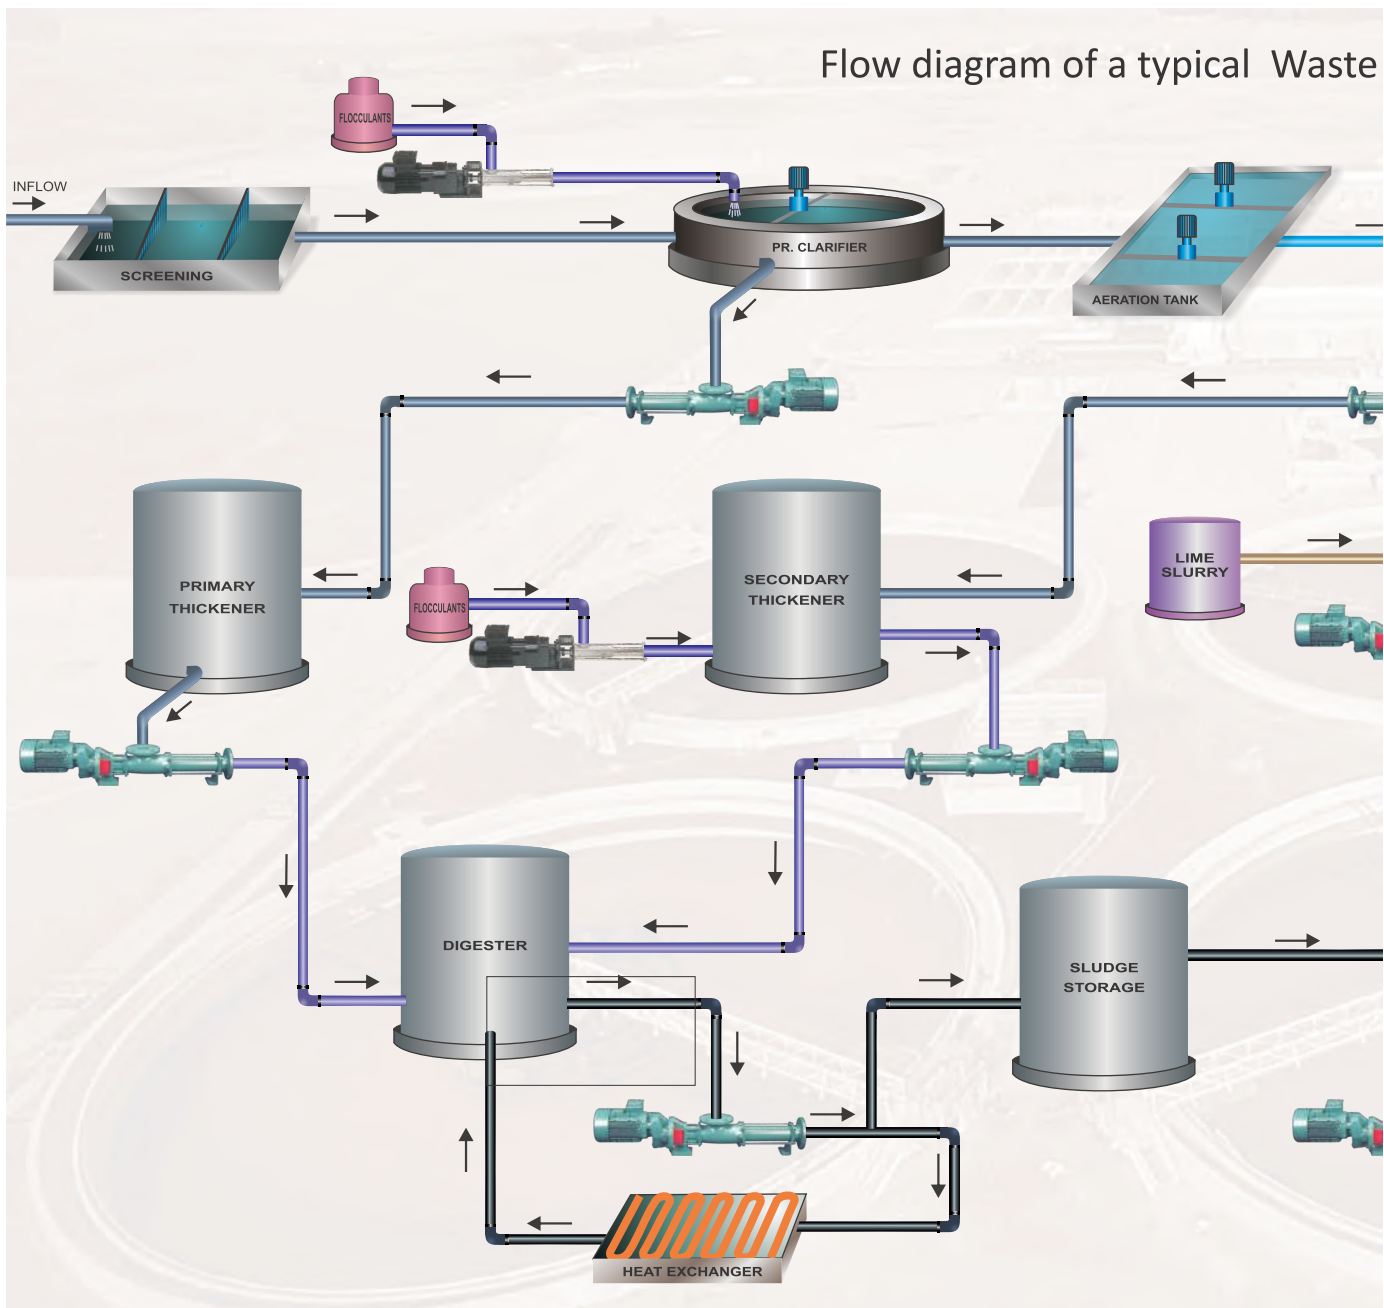 Flow diagram of a typical  Waste
FLOCCULANTS
INFLOW
SCREENING
PR. CLARIFIER
AERATION TANK
PRIMARY
THICKENER
FLOCCULANTS
SECONDARY
THICKENER
LIME
SLURRY
DIGESTER
SLUDGE
STORAGE
HEAT EXCHANGER